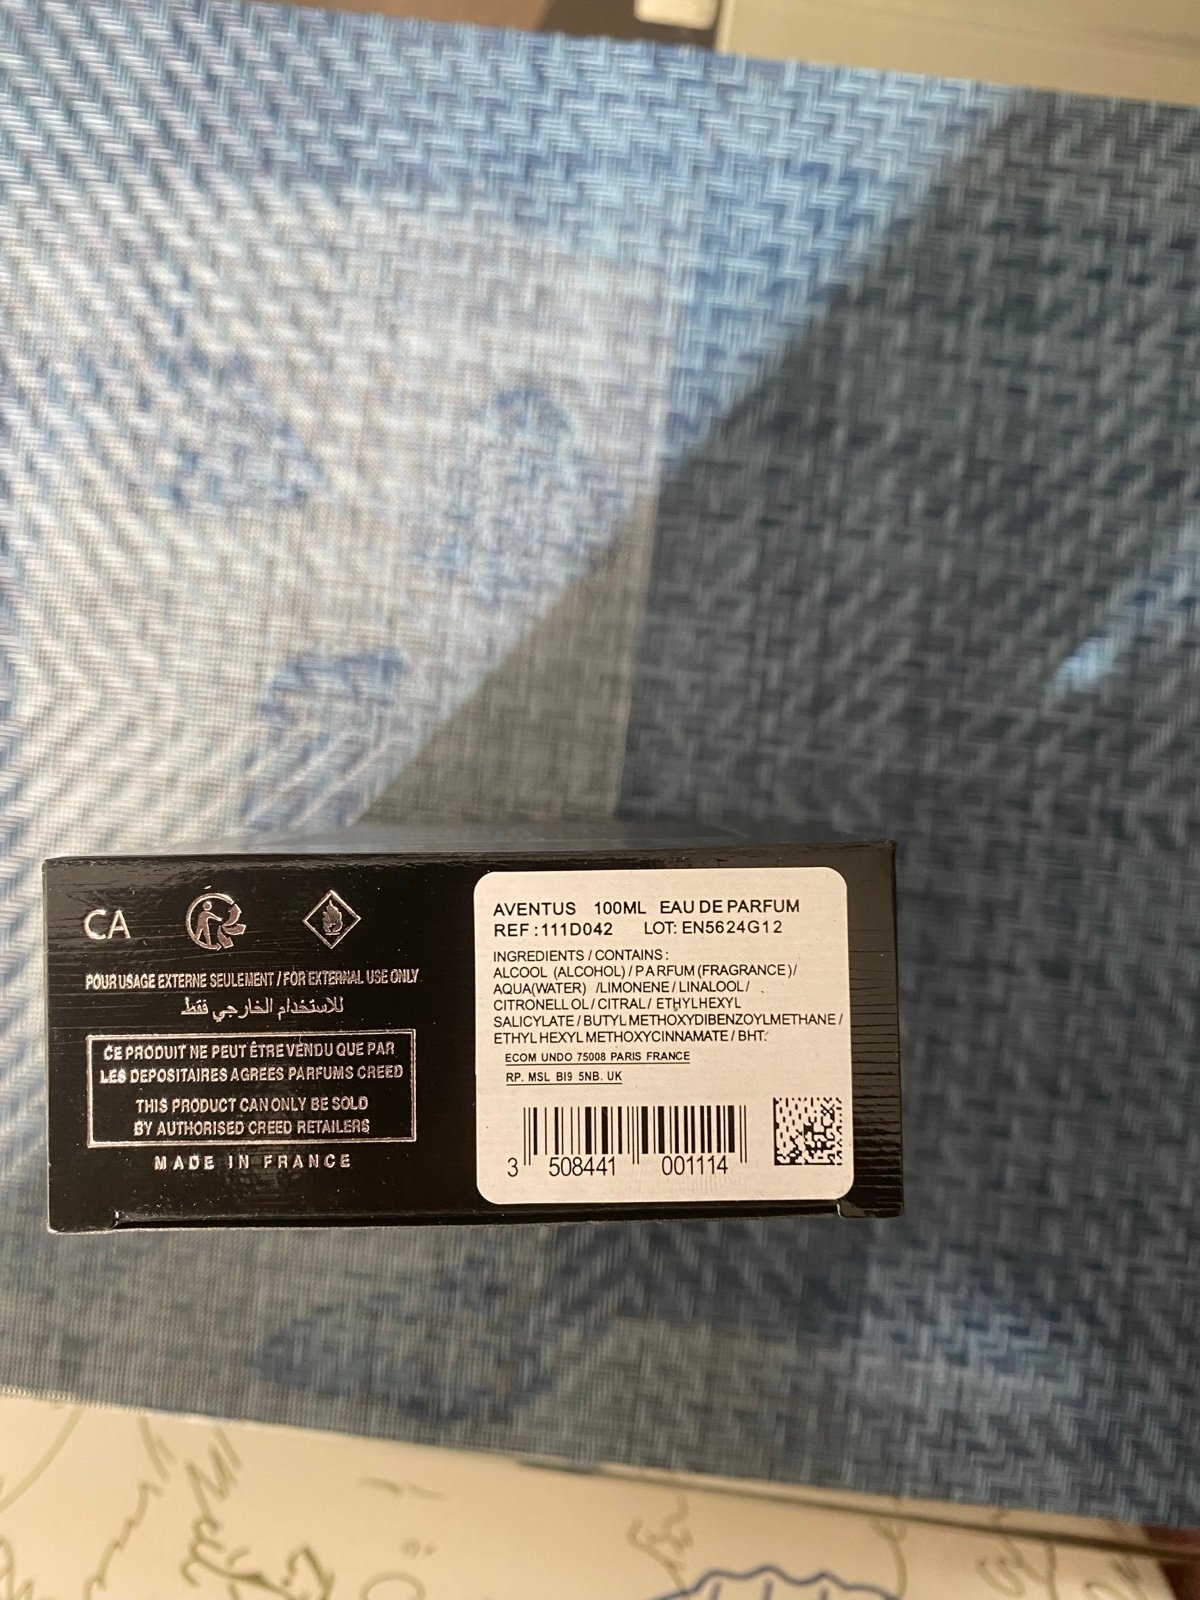 CA
POUR USAGE EXTERNE SEULEMENT / FOR EXTERNAL USE ONLY
للاستخدام الخارجي فقط
CE PRODUIT NE PEUT ÊTRE VENDU QUE PAR
LES DEPOSITAIRES AGREES PARFUMS CREED
THIS PRODUCT CAN ONLY BE SOLD
BY AUTHORISED CREED RETAILERS
MADE IN FRANCE
AVENTUS 100ML EAU DE PARFUM
REF :111D042 LOT: EN5624G12
INGREDIENTS / CONTAINS :
ALCOOL (ALCOHOL) / PARFUM (FRAGRANCE) /
AQUA(WATER) /LIMONENE / LINALOOL /
CITRONELLOL / CITRAL / ETHYLHEXYL
SALICYLATE / BUTYL METHOXYDIBENZOYLMETHANE /
ETHYLHEXYL METHOXYCINNAMATE / BHT.
ECOM UNDO 75008 PARIS FRANCE
RP. MSL BI9 5NB. UK
3 508441 001114